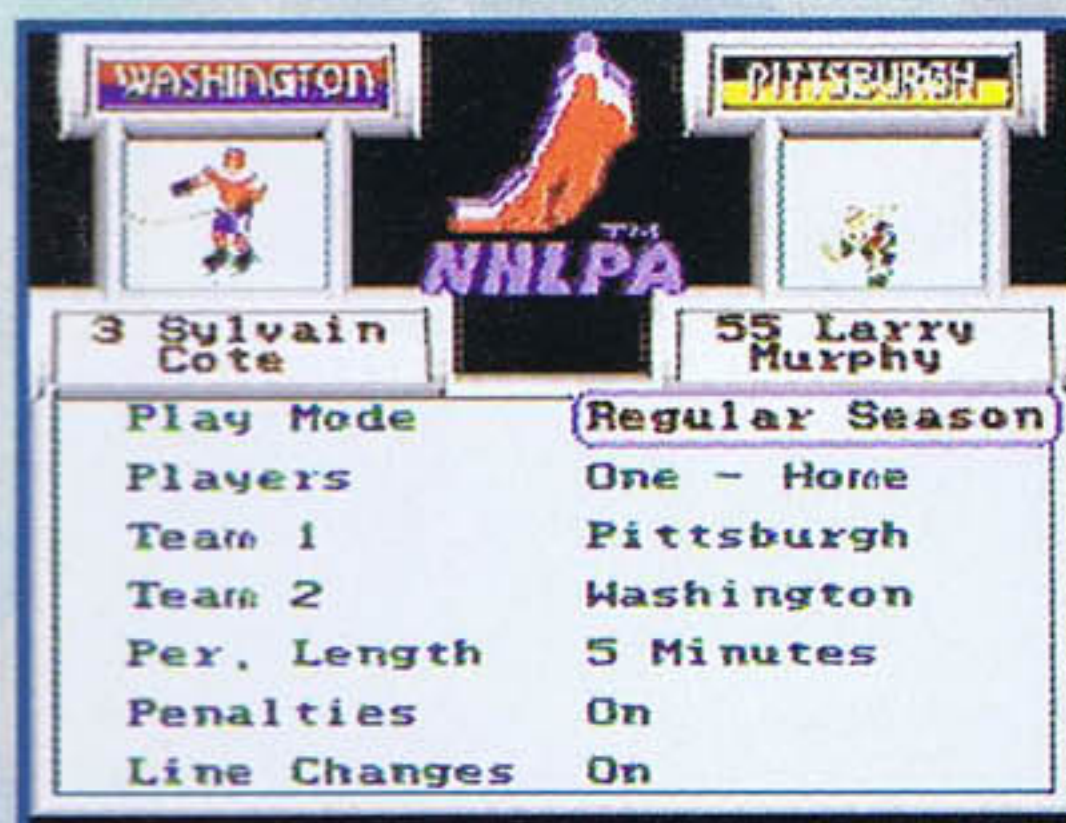 WASHINGTON
PITTSBURGH
TM
NHLPA
3 Sylvain
Cote
55 Larry
Murphy
Play Mode Regular Season
Players One - Home
Team 1 Pittsburgh
Team 2 Washington
Per. Length 5 Minutes
Penalties On
Line Changes On